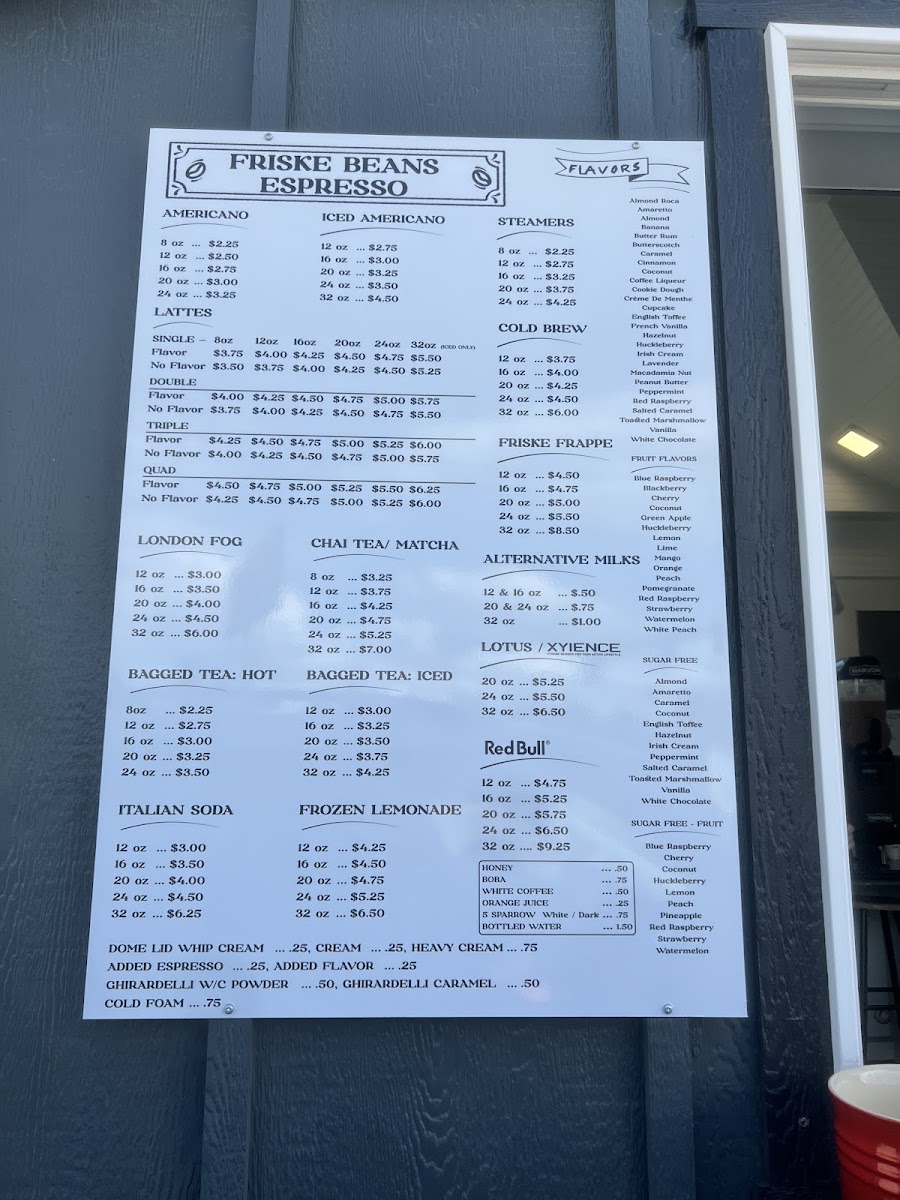 FRISKE BEANS
ESPRESSO
AMERICANO
8 oz ... $2.25
12 oz ... $2.50
16 oz ... $2.75
20 oz ... $3.00
24 oz ... $3.25
ICED AMERICANO
12 oz ... $2.75
16 oz ... $3.00
20 oz ... $3.25
24 oz ... $3.50
32 oz ... $4.50
LATTES
SINGLE – 8oz 12oz 16oz 20oz 24oz 32oz (ICED ONLY)
Flavor $3.75 $4.00 $4.25 $4.50 $4.75 $5.50
No Flavor $3.50 $3.75 $4.00 $4.25 $4.50 $5.25
DOUBLE
Flavor $4.00 $4.25 $4.50 $4.75 $5.00 $5.75
No Flavor $3.75 $4.00 $4.25 $4.50 $4.75 $5.50
TRIPLE
Flavor $4.25 $4.50 $4.75 $5.00 $5.25 $6.00
No Flavor $4.00 $4.25 $4.50 $4.75 $5.00 $5.75
QUAD
Flavor $4.50 $4.75 $5.00 $5.25 $5.50 $6.25
No Flavor $4.25 $4.50 $4.75 $5.00 $5.25 $6.00
LONDON FOG
12 oz ... $3.00
16 oz ... $3.50
20 oz ... $4.00
24 oz ... $4.50
32 oz ... $6.00
CHAI TEA/ MATCHA
8 oz ... $3.25
12 oz ... $3.75
16 oz ... $4.25
20 oz ... $4.75
24 oz ... $5.25
32 oz ... $7.00
BAGGED TEA: HOT
8oz ... $2.25
12 oz ... $2.75
16 oz ... $3.00
20 oz ... $3.25
24 oz ... $3.50
BAGGED TEA: ICED
12 oz ... $3.00
16 oz ... $3.25
20 oz ... $3.50
24 oz ... $3.75
32 oz ... $4.25
ITALIAN SODA
12 oz ... $3.00
16 oz ... $3.50
20 oz ... $4.00
24 oz ... $4.50
32 oz ... $6.25
FROZEN LEMONADE
12 oz ... $4.25
16 oz ... $4.50
20 oz ... $4.75
24 oz ... $5.25
32 oz ... $6.50
STEAMERS
8 oz ... $2.25
12 oz ... $2.75
16 oz ... $3.25
20 oz ... $3.75
24 oz ... $4.25
COLD BREW
12 oz ... $3.75
16 oz ... $4.00
20 oz ... $4.25
24 oz ... $4.50
32 oz ... $6.00
FRISKE FRAPPE
12 oz ... $4.50
16 oz ... $4.75
20 oz ... $5.00
24 oz ... $5.50
32 oz ... $8.50
ALTERNATIVE MILKS
12 & 16 oz ... $.50
20 & 24 oz ... $.75
32 oz ... $1.00
LOTUS / XYIENCE
20 oz ... $5.25
24 oz ... $5.50
32 oz ... $6.50
Red Bull®
12 oz ... $4.75
16 oz ... $5.25
20 oz ... $5.75
24 oz ... $6.50
32 oz .... $9.25
HONEY ... .50
BOBA ... .75
WHITE COFFEE ... .50
ORANGE JUICE ... .25
5 SPARROW White / Dark ... .75
BOTTLED WATER ... 1.50
FLAVORS
Almond Roca
Amaretto
Almond
Banana
Butter Rum
Butterscotch
Caramel
Cinnamon
Coconut
Coffee Liqueur
Cookie Dough
Crème De Menthe
Cupcake
English Toffee
French Vanilla
Hazelnut
Huckleberry
Irish Cream
Lavender
Macadamia Nut
Peanut Butter
Peppermint
Red Raspberry
Salted Caramel
Toasted Marshmallow
Vanilla
White Chocolate
FRUIT FLAVORS
Blue Raspberry
Blackberry
Cherry
Coconut
Green Apple
Huckleberry
Lemon
Lime
Mango
Orange
Peach
Pomegranate
Red Raspberry
Strawberry
Watermelon
White Peach
SUGAR FREE
Almond
Amaretto
Caramel
Coconut
English Toffee
Hazelnut
Irish Cream
Peppermint
Salted Caramel
Toasted Marshmallow
Vanilla
White Chocolate
SUGAR FREE - FRUIT
Blue Raspberry
Cherry
Coconut
Huckleberry
Lemon
Peach
Pineapple
Red Raspberry
Strawberry
Watermelon
DOME LID WHIP CREAM ... .25, CREAM ... .25, HEAVY CREAM ... .75
ADDED ESPRESSO ... .25, ADDED FLAVOR ... .25
GHIRARDELLI W/C POWDER ... .50, GHIRARDELLI CARAMEL ... .50
COLD FOAM ... .75